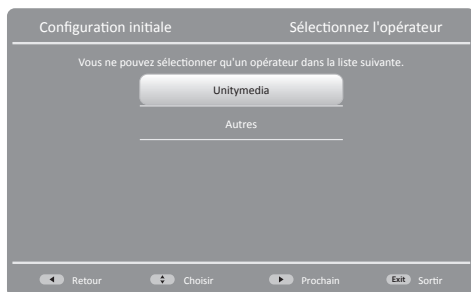 Configuration initiale Sélectionnez l'opérateur
Vous ne pouvez sélectionner qu'un opérateur dans la liste suivante.
Unitymedia
Autres
Retour Choisir Prochain Exit Sortir